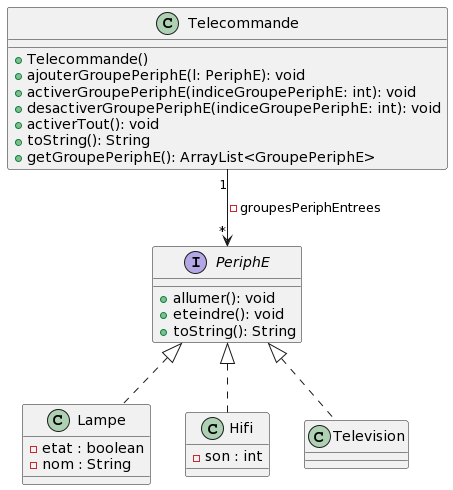 C Telecommande
Telecommande()
ajouterGroupePeriphE(l: PeriphE): void
activerGroupePeriphE(indiceGroupePeriphE: int): void
desactiverGroupePeriphE(indiceGroupePeriphE: int): void
activerTout(): void
toString(): String
getGroupePeriphE(): ArrayList<GroupePeriphE>
1
groupesPeriphEntrees
*
I PeriphE
allumer(): void
eteindre(): void
toString(): String
C Lampe
etat : boolean
nom : String
C Hifi
son : int
C Television